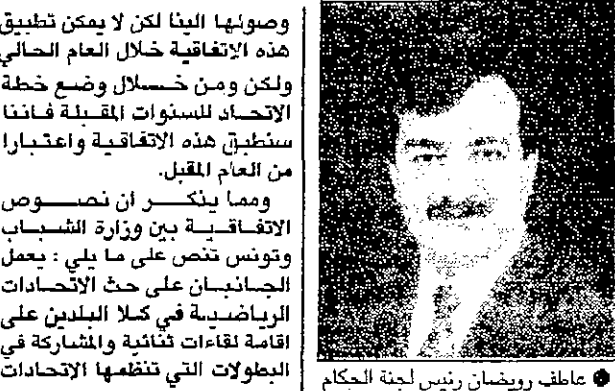 وصولها الينا لكن لا يمكن تطبيق
هذه الاتفاقية خلال العام الحالي
ولكن ومن خلال وضع خطة
الاتحاد للسنوات المقبلة فاننا
سنطبق هذه الاتفاقية واعتبارا
من العام المقبل.
ومما يذكر ان نصوص
الاتفاقية بين وزارة الشباب
وتونس تنص على ما يلي : يعمل
الجانبان على حث الاتحادات
الرياضية في كلا البلدين على
اقامة لقاءات ثنائية والمشاركة في
البطولات التي تنظمها الاتحادات
● عاطف رويضان رئيس لجنة الحكام